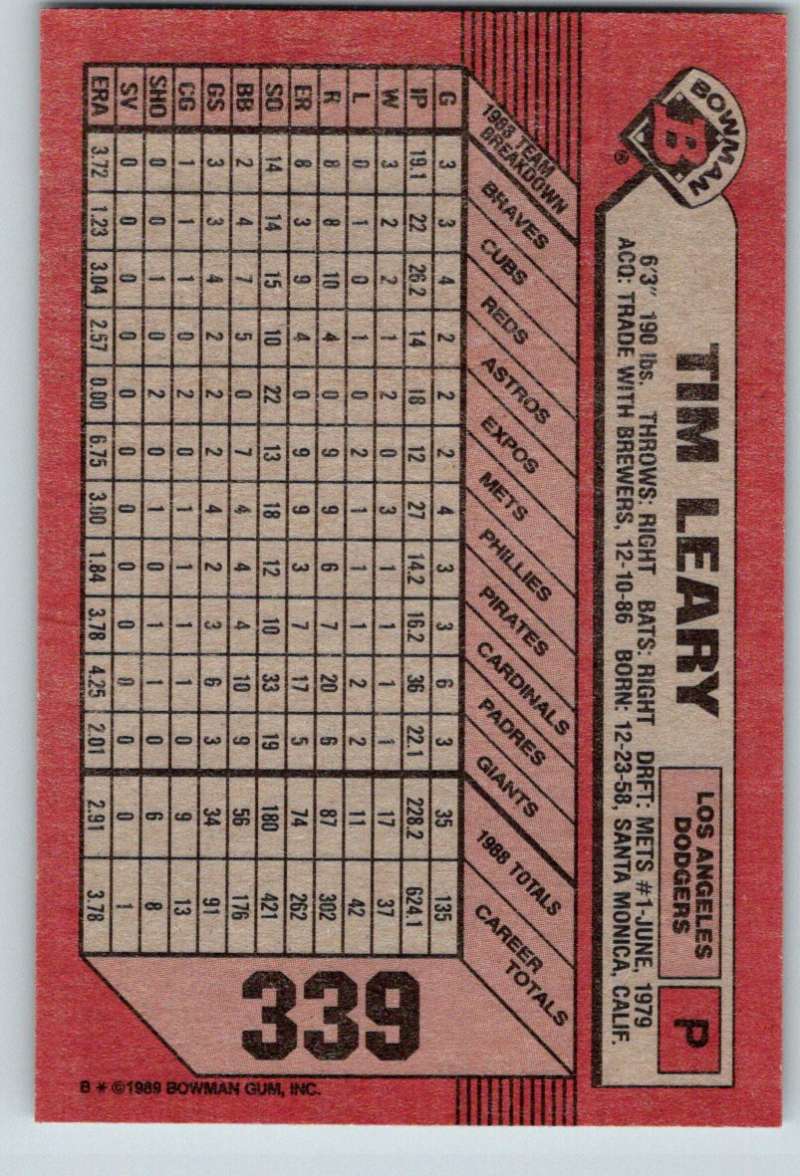 BOWMAN
B
®
TIM LEARY
LOS ANGELES
DODGERS
P
6'3" 190 lbs. THROWS: RIGHT BATS: RIGHT DRFT: METS #1-JUNE, 1979
ACQ: TRADE WITH BREWERS, 12-10-86 BORN: 12-23-58, SANTA MONICA, CALIF.
1988 TEAM
BREAKDOWN
BRAVES
CUBS
REDS
ASTROS
EXPOS
METS
PHILLIES
PIRATES
CARDINALS
PADRES
GIANTS
1988 TOTALS
CAREER
TOTALS
G 3 3 4 2 2 2 4 3 3 6 3 35 135
IP 19.1 22 26.2 14 18 12 27 14.2 16.2 36 22.1 228.2 624.1
W 3 2 2 1 2 0 3 1 1 1 1 17 37
L 0 1 0 1 0 2 1 1 1 2 2 11 42
R 8 8 10 4 0 9 9 6 7 20 6 87 302
ER 8 3 9 4 0 9 9 3 7 17 5 74 262
SO 14 14 15 10 22 13 18 12 10 33 19 180 421
BB 2 4 7 5 0 7 4 4 4 10 9 56 176
GS 3 3 4 2 2 2 4 2 3 6 3 34 91
CG 1 1 1 0 2 0 1 1 1 1 0 9 13
SHO 0 0 1 0 2 0 1 0 1 1 0 6 8
SV 0 0 0 0 0 0 0 0 0 0 0 0 1
ERA 3.72 1.23 3.04 2.57 0.00 6.75 3.00 1.84 3.78 4.25 2.01 2.91 3.78
339
B * ©1989 BOWMAN GUM, INC.